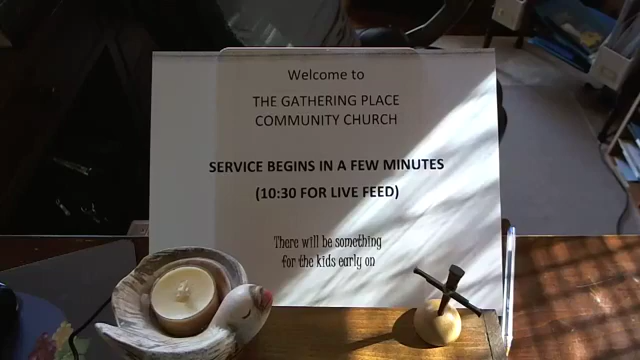 Welcome to
THE GATHERING PLACE
COMMUNITY CHURCH
SERVICE BEGINS IN A FEW MINUTES
(10:30 FOR LIVE FEED)
There will be something
for the kids early on